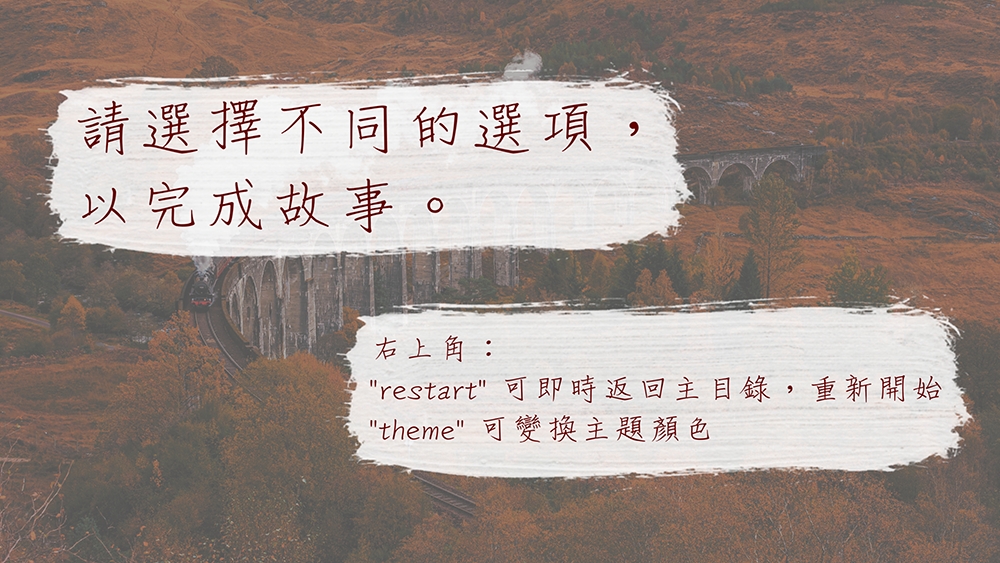 請選擇不同的選項，
以完成故事。
右上角：
"restart" 可即時返回主目錄，重新開始
"theme" 可變換主題顏色